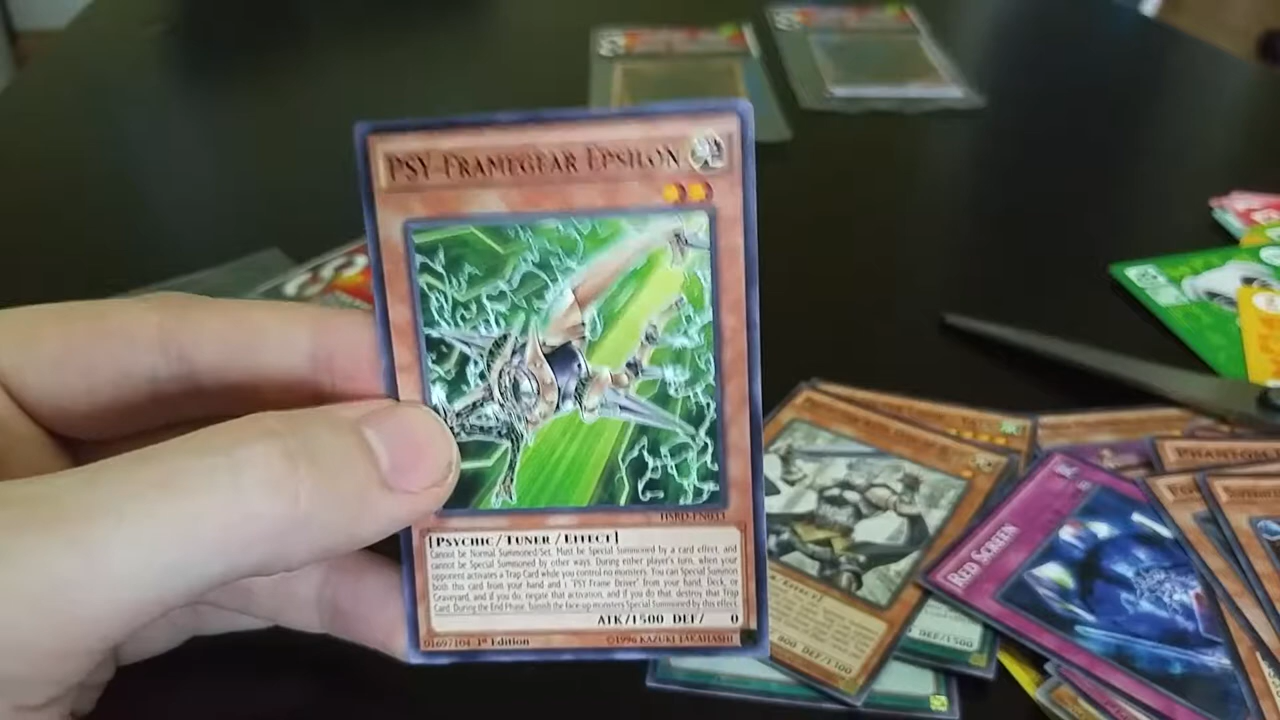 PSY-FRAMEGEAR EPSILON
HSRD-EN033
[PSYCHIC/TUNER/EFFECT]
Cannot be Normal Summoned/Set. Must be Special Summoned by a card effect, and
cannot be Special Summoned by other ways. During either player's turn, when your
opponent activates a Trap Card while you control no monsters: You can Special Summon
both this card from your hand and 1 "PSY-Frame Driver" from your hand, Deck, or
Graveyard, and if you do, negate that activation, and if you do that, destroy that Trap
Card. During the End Phase, banish the face-up monsters Special Summoned by this effect.
ATK/1500 DEF/ 0
1st Edition
©1996 KAZUKI TAKAHASHI
900 DEF/1100
DEF/1500
RED SCREEN
PHANTOM